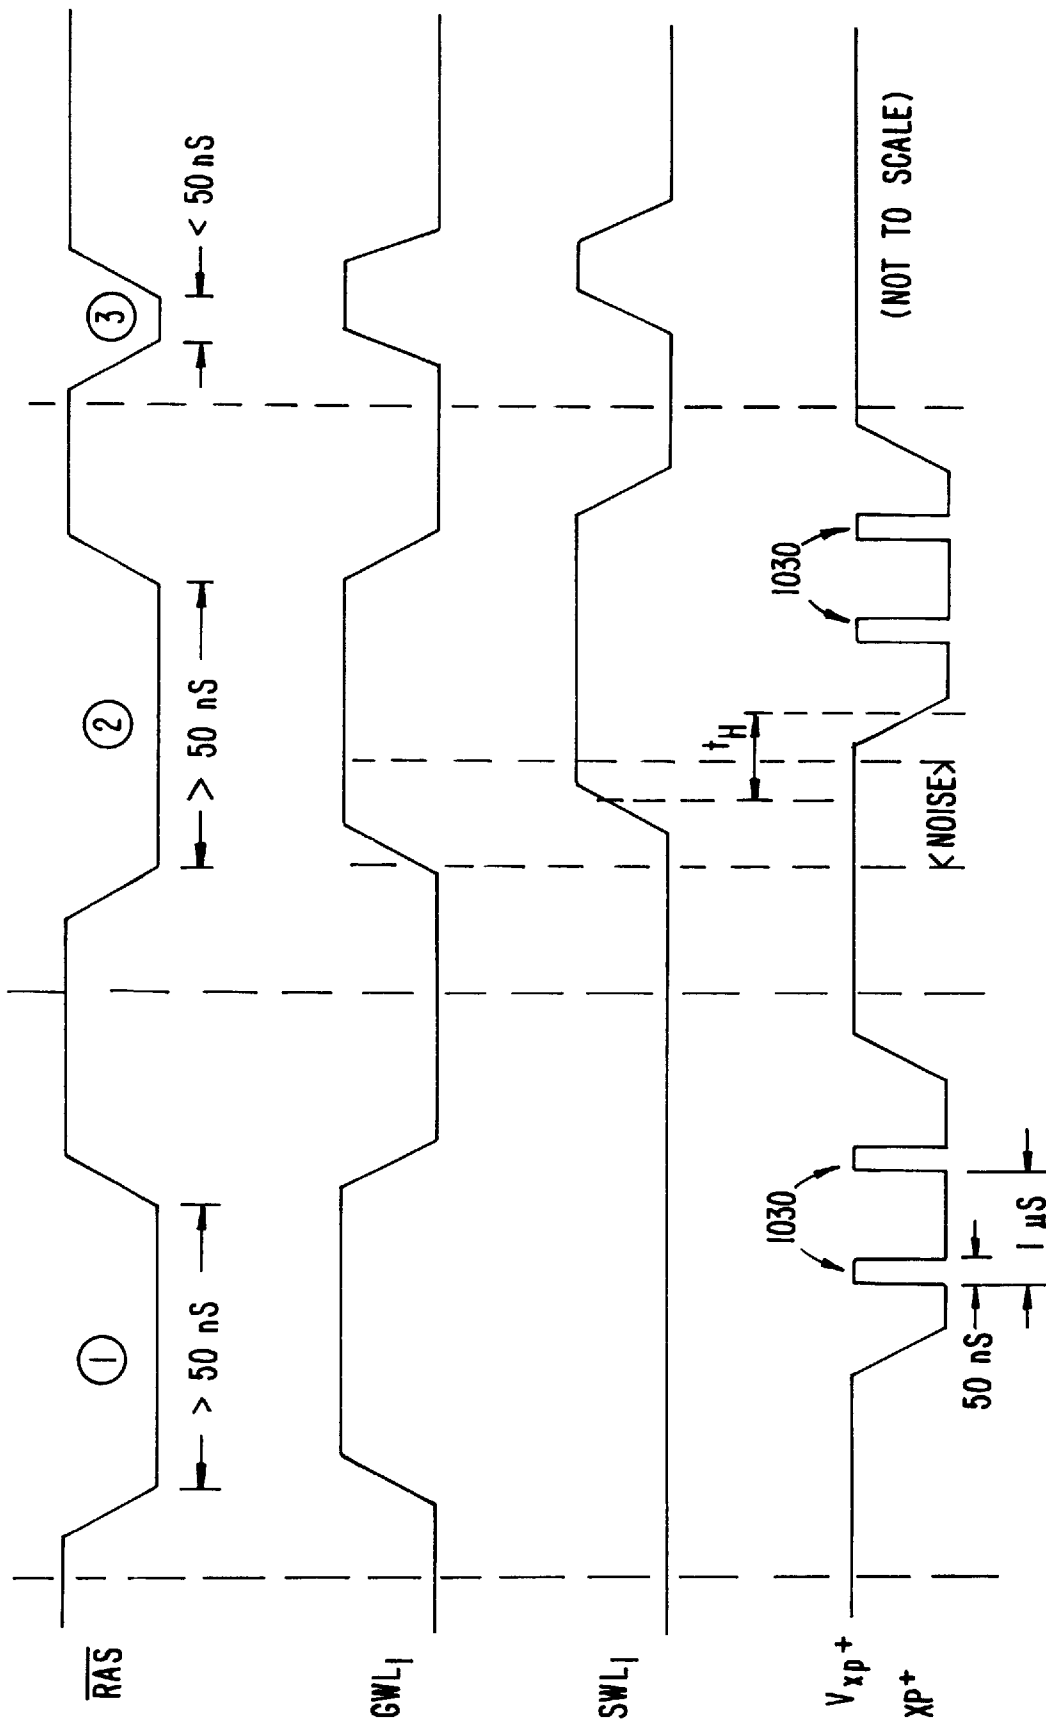 RAS
① ② ③
> 50 nS
> 50 nS
< 50 nS
GWL1
SWL1
tH
Vxp+
XP+
1030
1030
<NOISE>
50 nS
1 µS
(NOT TO SCALE)